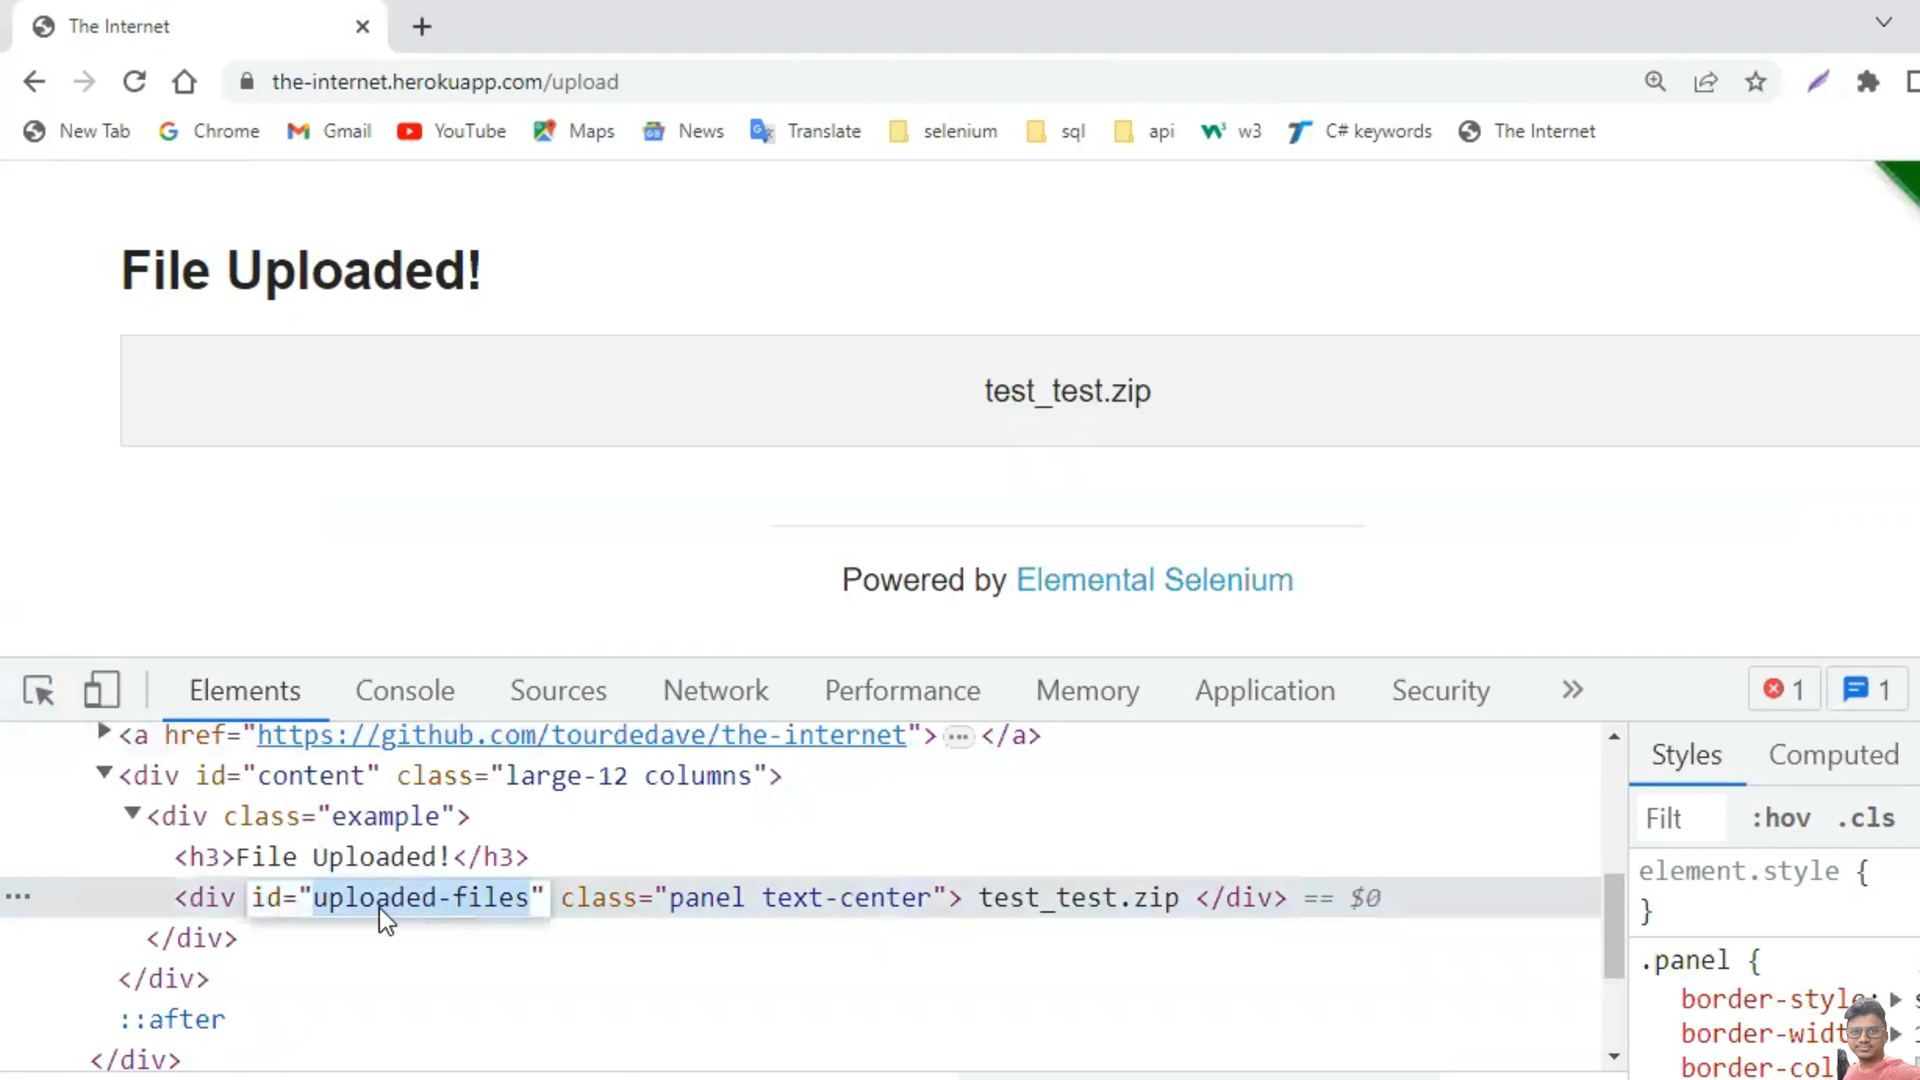 The Internet
the-internet.herokuapp.com/upload
New Tab Chrome Gmail YouTube Maps News Translate selenium sql api w3 C# keywords The Internet
File Uploaded!
test_test.zip
Powered by Elemental Selenium
Elements Console Sources Network Performance Memory Application Security » 1 1
<a href="https://github.com/tourdedave/the-internet"> ••• </a>
<div id="content" class="large-12 columns">
<div class="example">
<h3>File Uploaded!</h3>
<div id="uploaded-files" class="panel text-center"> test_test.zip </div> == $0
</div>
</div>
::after
</div>
Styles Computed
Filt :hov .cls
element.style {
}
.panel {
border-style:
border-widt
border-col